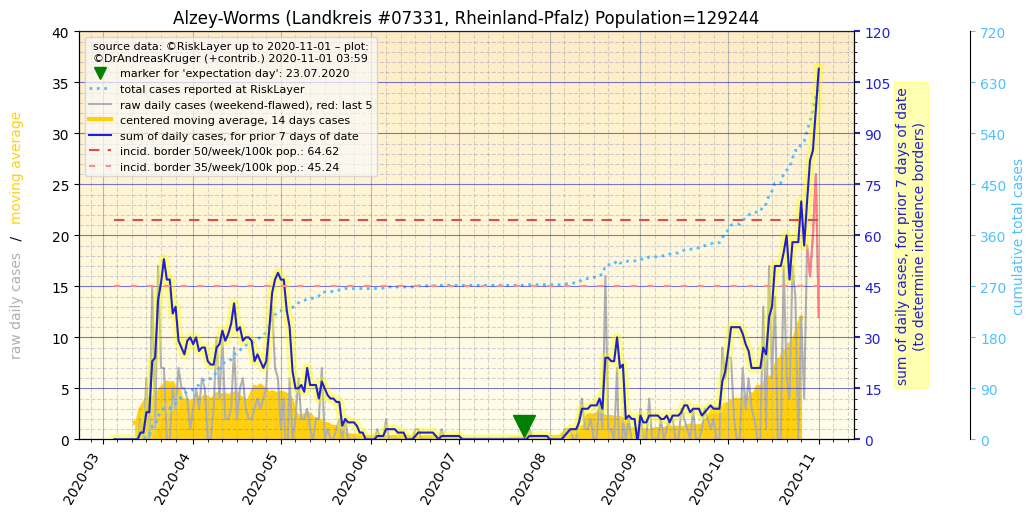 Alzey-Worms (Landkreis #07331, Rheinland-Pfalz) Population=129244
source data: ©RiskLayer up to 2020-11-01 – plot:
©DrAndreasKruger (+contrib.) 2020-11-01 03:59
marker for 'expectation day': 23.07.2020
total cases reported at RiskLayer
raw daily cases (weekend-flawed), red: last 5
centered moving average, 14 days cases
sum of daily cases, for prior 7 days of date
incid. border 50/week/100k pop.: 64.62
incid. border 35/week/100k pop.: 45.24
raw daily cases / moving average
40
35
30
25
20
15
10
5
0
120
105
90
75
60
45
30
15
0
sum of daily cases, for prior 7 days of date
(to determine incidence borders)
720
630
540
450
360
270
180
90
0
cumulative total cases
2020-03
2020-04
2020-05
2020-06
2020-07
2020-08
2020-09
2020-10
2020-11